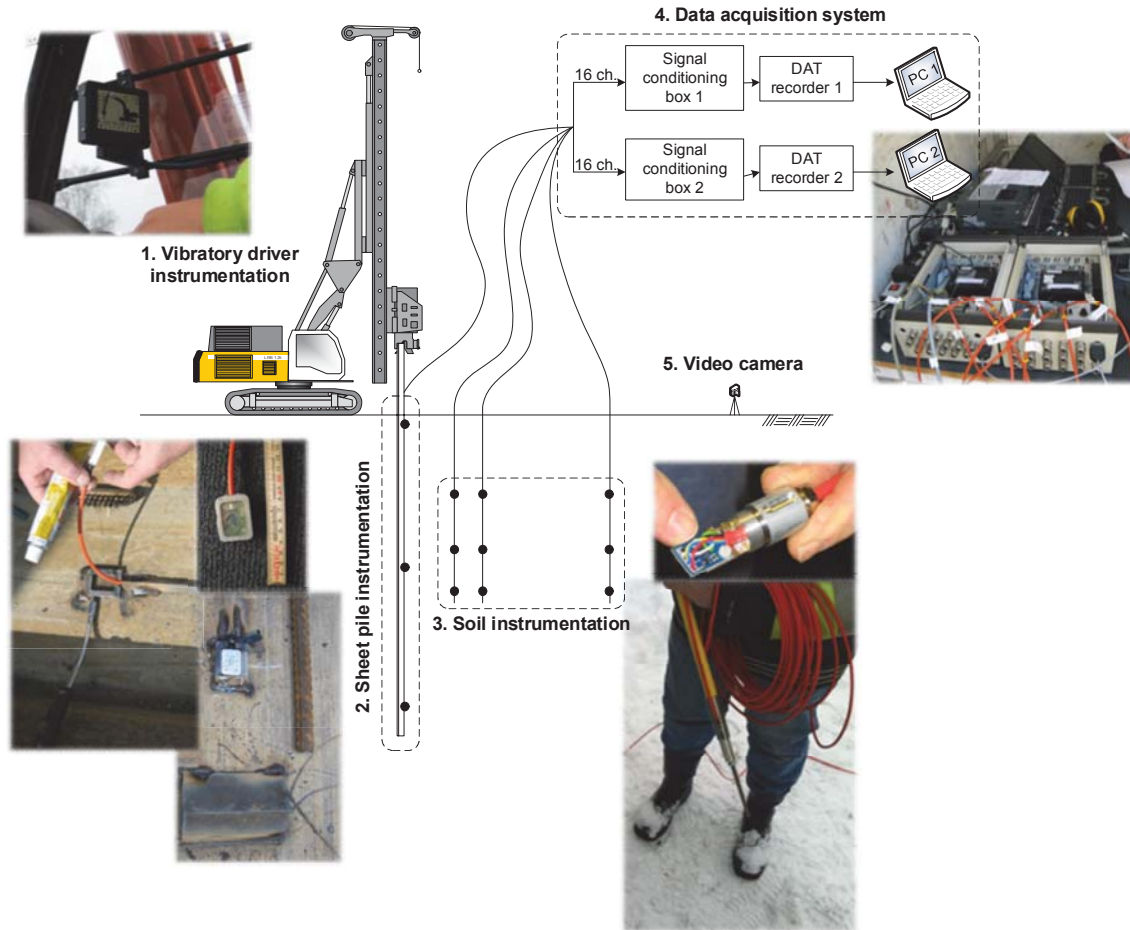 4. Data acquisition system
16 ch.
Signal
conditioning
box 1
DAT
recorder 1
PC 1
16 ch.
Signal
conditioning
box 2
DAT
recorder 2
PC 2
1. Vibratory driver
instrumentation
5. Video camera
2. Sheet pile instrumentation
3. Soil instrumentation